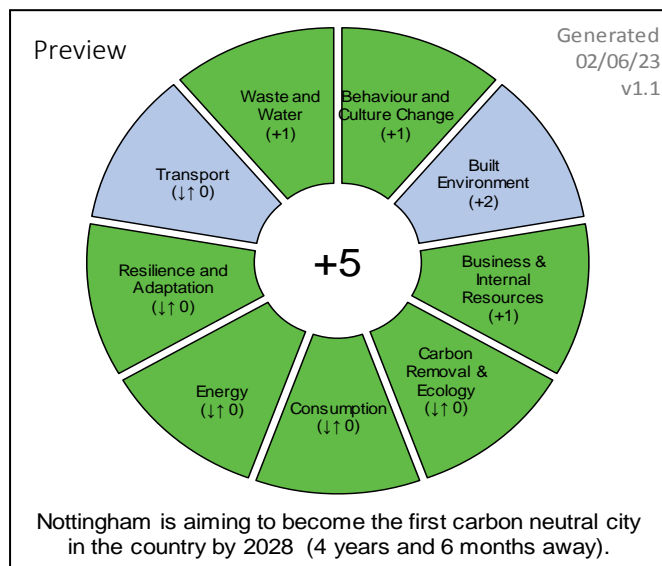 Preview
Generated
02/06/23
v1.1
Waste and
Water
(+1)
Behaviour and
Culture Change
(+1)
Transport
(↓↑ 0)
Built
Environment
(+2)
+5
Resilience and
Adaptation
(↓↑ 0)
Business &
Internal
Resources
(+1)
Energy
(↓↑ 0)
Consumption
(↓↑ 0)
Carbon
Removal &
Ecology
(↓↑ 0)
Nottingham is aiming to become the first carbon neutral city
in the country by 2028 (4 years and 6 months away).